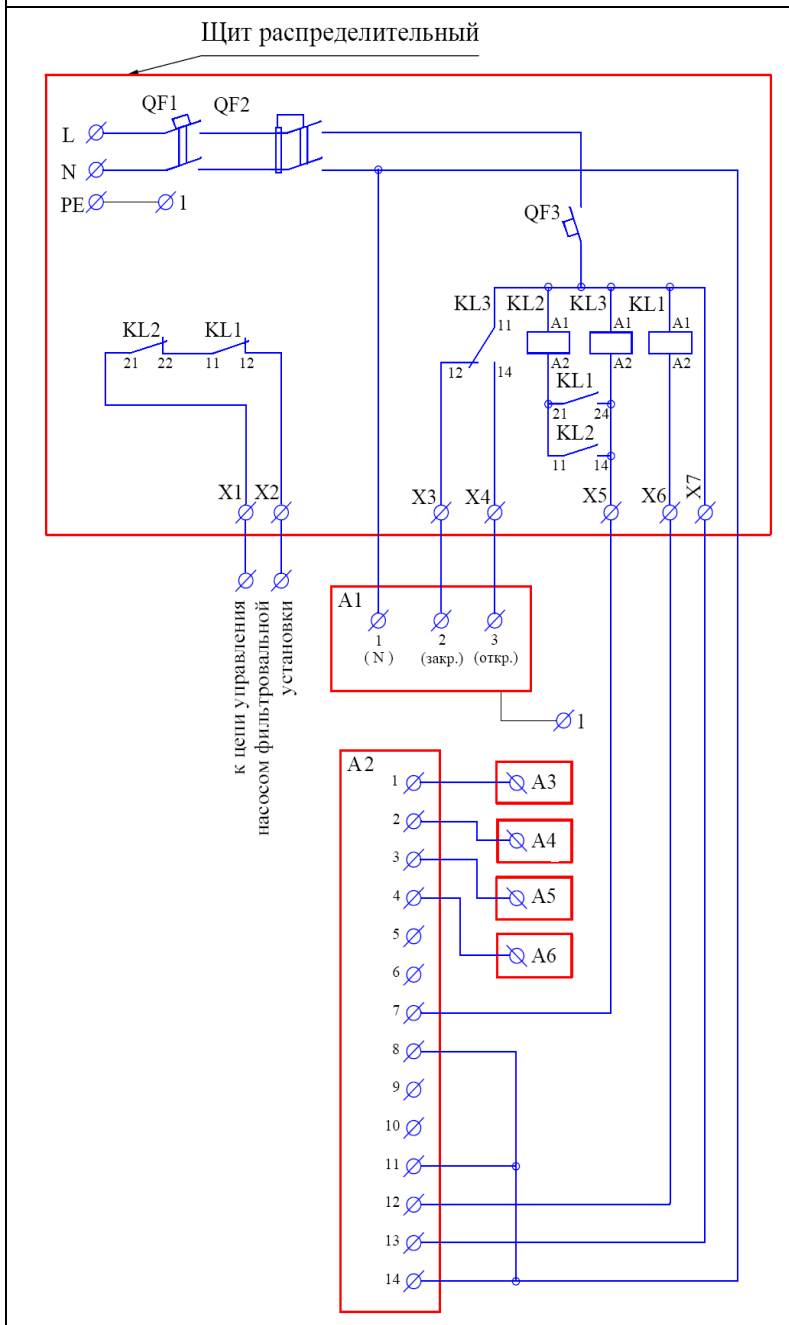 Щит распределительный
QF1 QF2
L
N
PE 1
QF3
KL3 KL2 KL3 KL1
11 A1 A1 A1
KL2 KL1
21 22 11 12
12 14 A2 A2 A2
KL1
21 24
KL2
11 14
X1 X2 X3 X4 X5 X6 X7
A1
1 2 3
( N ) (закр.) (откр.)
к цепи управления
насосом фильтровальной
установки
1
A2
1 A3
2 A4
3 A5
4 A6
5
6
7
8
9
10
11
12
13
14